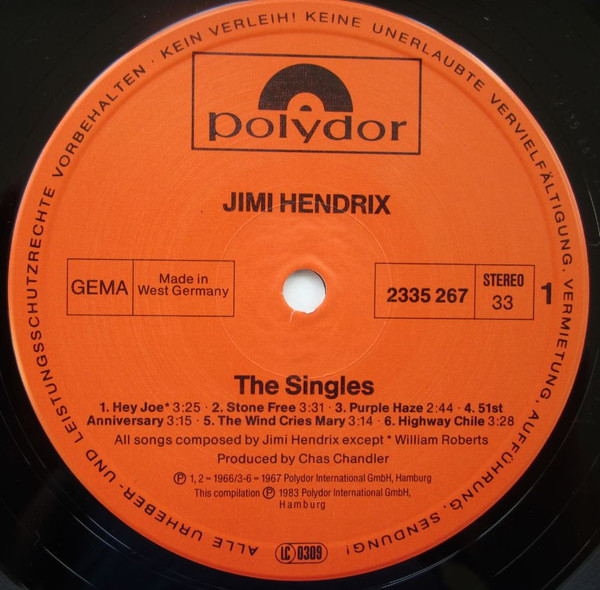 ALLE URHEBER- UND LEISTUNGSSCHUTZRECHTE VORBEHALTEN · KEIN VERLEIH! KEINE UNERLAUBTE VERVIELFÄLTIGUNG, VERMIETUNG, AUFFÜHRUNG, SENDUNG!
polydor
JIMI HENDRIX
GEMA
Made in
West Germany
2335 267
STEREO
33
1
The Singles
1. Hey Joe* 3:25 · 2. Stone Free 3:31 · 3. Purple Haze 2:44 · 4. 51st
Anniversary 3:15 · 5. The Wind Cries Mary 3:14 · 6. Highway Chile 3:28
All songs composed by Jimi Hendrix except * William Roberts
Produced by Chas Chandler
Ⓟ 1, 2 = 1966/3-6 = 1967 Polydor International GmbH, Hamburg
This compilation Ⓟ 1983 Polydor International GmbH,
Hamburg
LC 0309